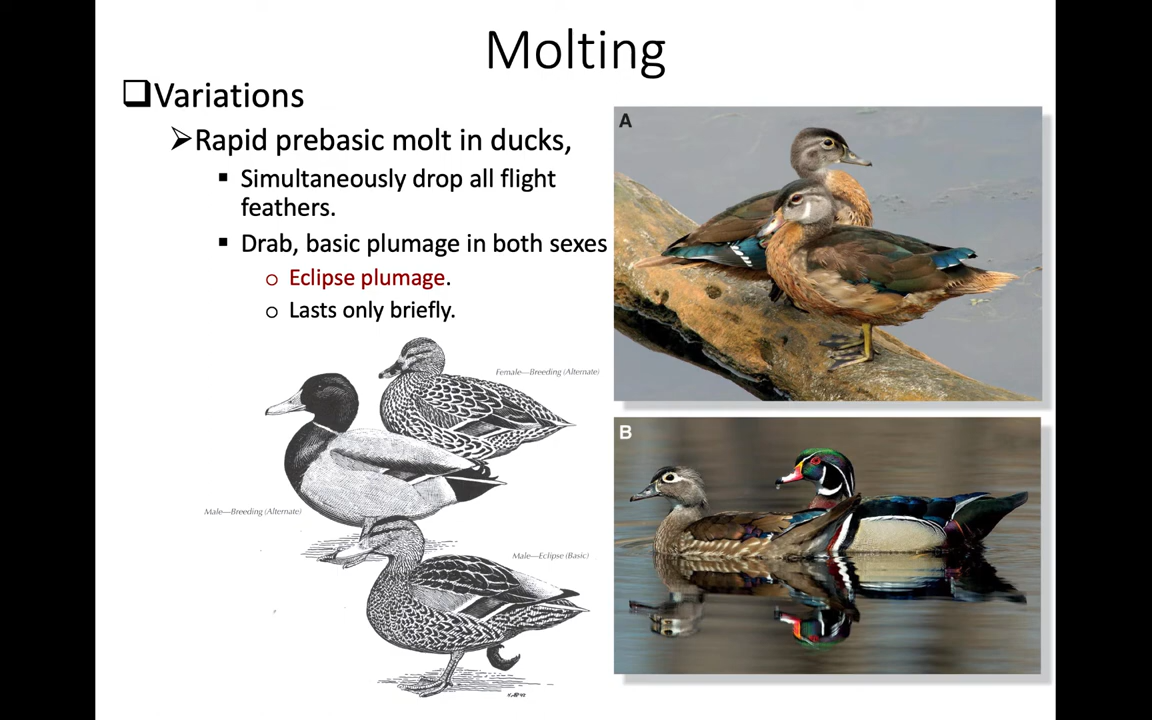 Molting
Variations
Rapid prebasic molt in ducks,
Simultaneously drop all flight
feathers.
Drab, basic plumage in both sexes
Eclipse plumage.
Lasts only briefly.
A
B
Female—Breeding (Alternate)
Male—Breeding (Alternate)
Male—Eclipse (Basic)